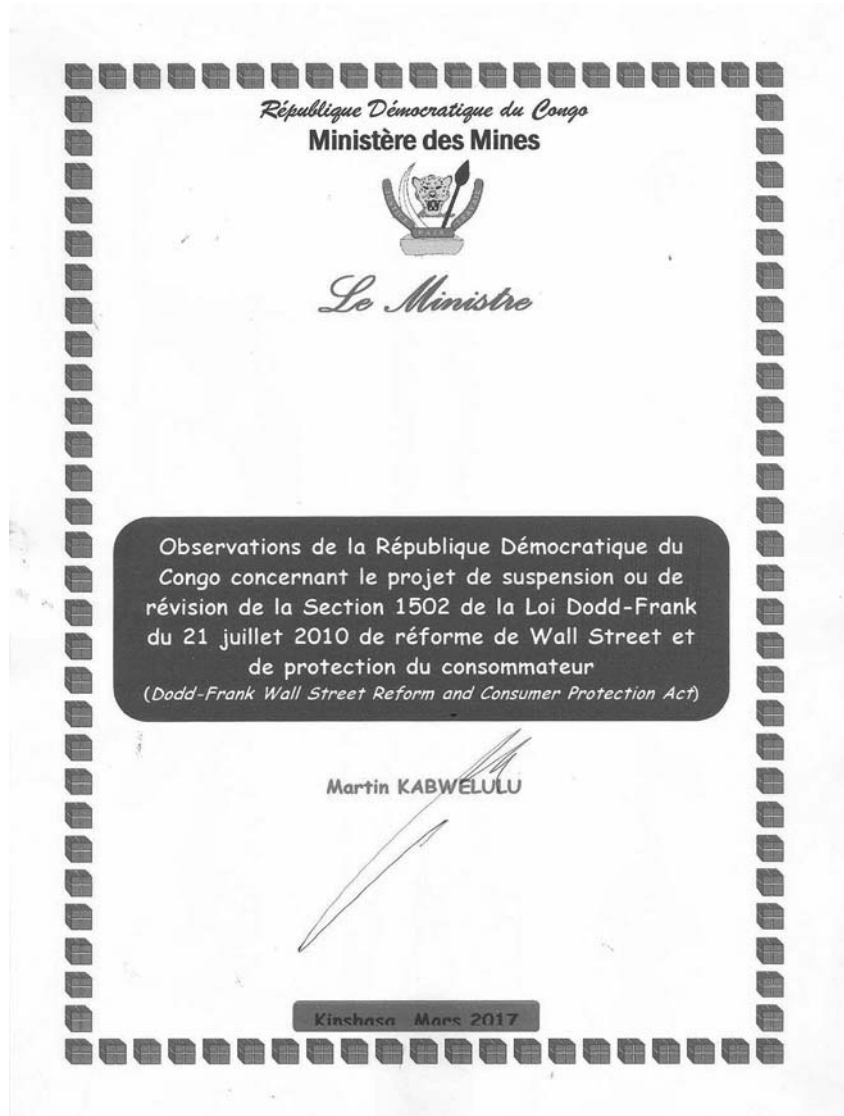 République Démocratique du Congo
Ministère des Mines
PAIX
Le Ministre
Observations de la République Démocratique du
Congo concernant le projet de suspension ou de
révision de la Section 1502 de la Loi Dodd-Frank
du 21 juillet 2010 de réforme de Wall Street et
de protection du consommateur
(Dodd-Frank Wall Street Reform and Consumer Protection Act)
Martin KABWELULU
Kinshasa Mars 2017